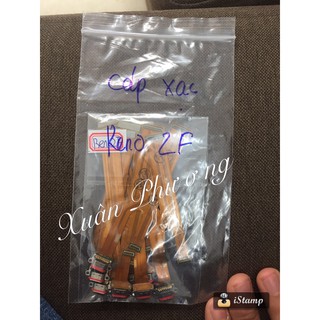 cáp xạc
Reno 2F
Xuân Phương
iStamp